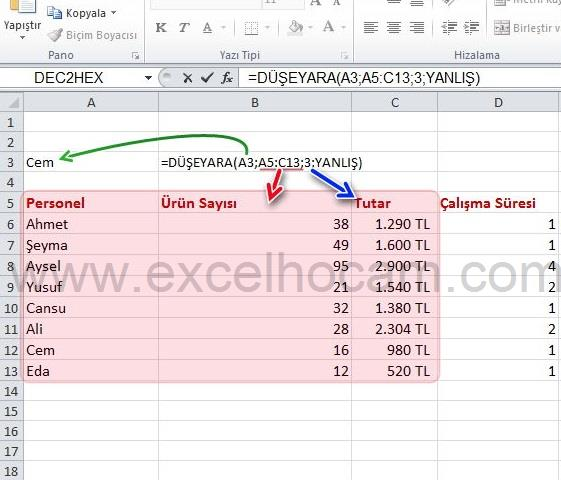 Yapıştır
Kopyala
Biçim Boyacısı
Pano
K T A
Yazı Tipi
Birleştir v
Hizalama
DEC2HEX fx =DÜŞEYARA(A3;A5:C13;3;YANLIŞ)
A B C D
1
2
3 Cem =DÜŞEYARA(A3;A5:C13;3;YANLIŞ)
4
5 Personel Ürün Sayısı Tutar Çalışma Süresi
6 Ahmet 38 1.290 TL 1
7 Şeyma 49 1.600 TL 1
8 Aysel 95 2.900 TL 4
www.excelhocam.com
9 Yusuf 21 1.540 TL 2
10 Cansu 32 1.380 TL 1
11 Ali 28 2.304 TL 2
12 Cem 16 980 TL 1
13 Eda 12 520 TL 1
14
15
16
17
18